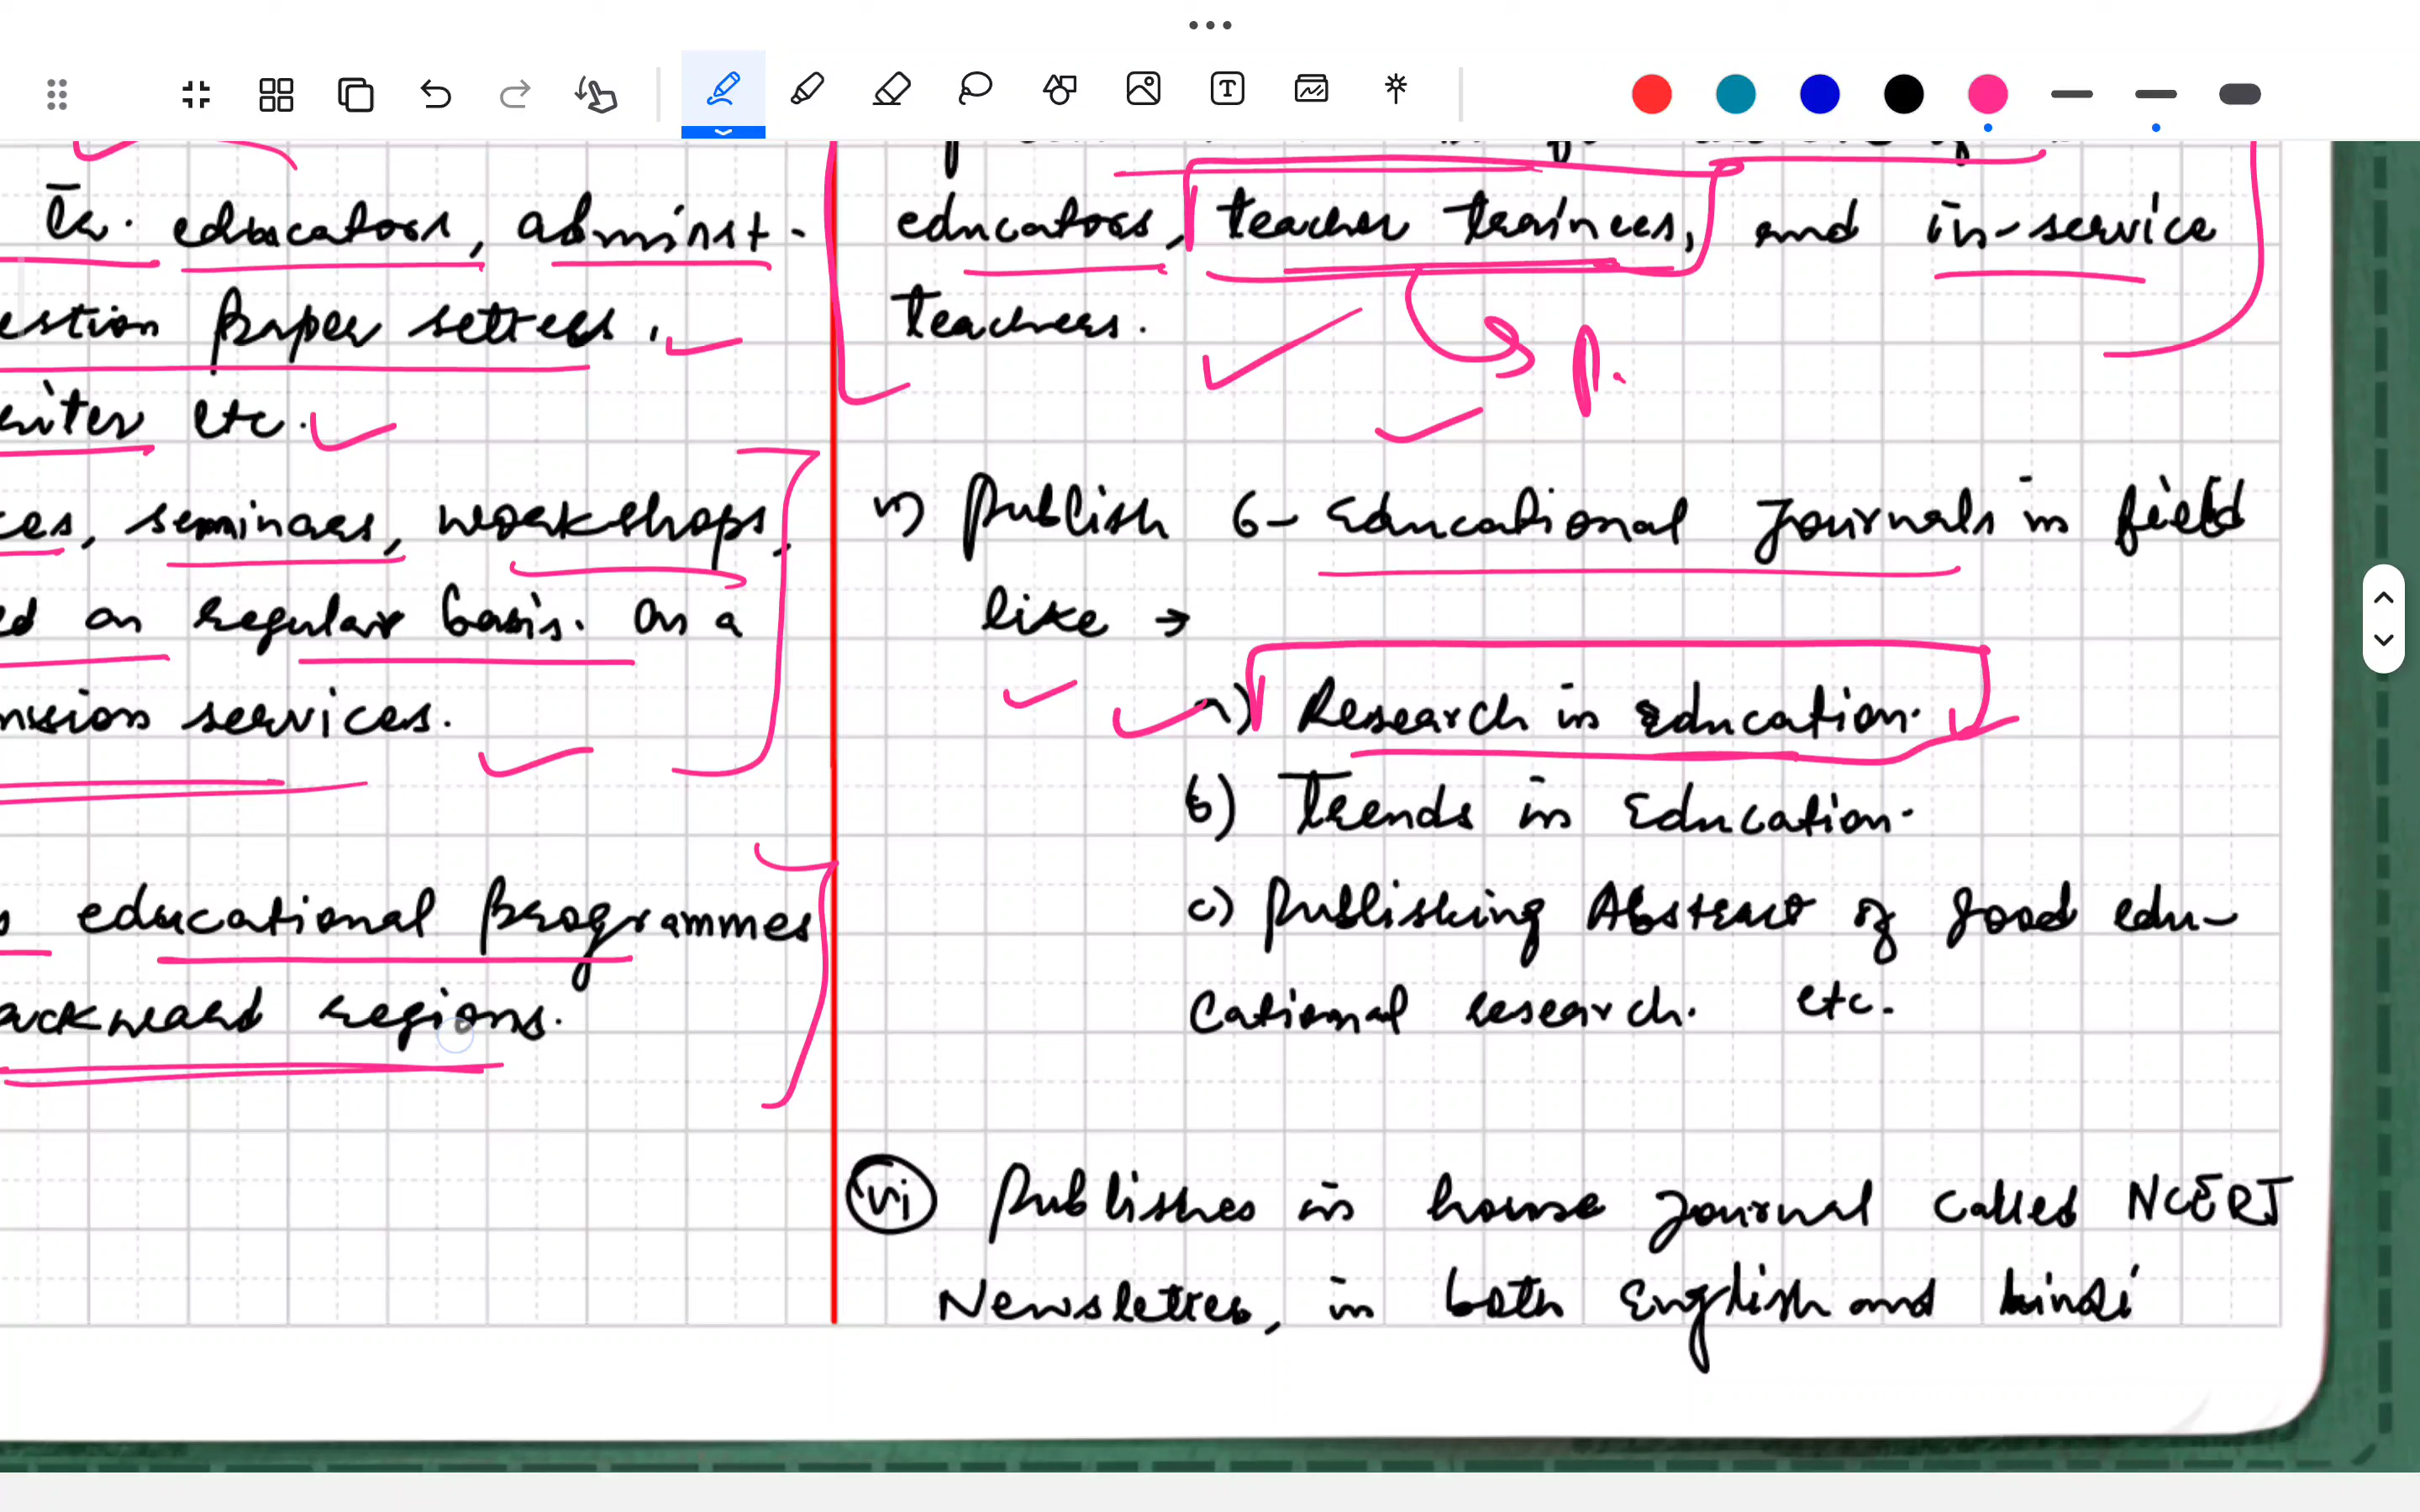 Tr. educators, administ-
estion Paper setters.
writer etc.
ces, seminars, workshops,
ed on regular basis. On a
nsion services.
s educational Programmes
ackward regions.
educators, teacher trainees, and in-service
teachers.
v) Publish 6- Educational Journals in field
like →
a) Research in Education.
b) Trends in Education.
c) Publishing Abstract of good edu-
cational research. etc.
vi Publishes in house journal called NCERT
Newsletter, in both English and hindi